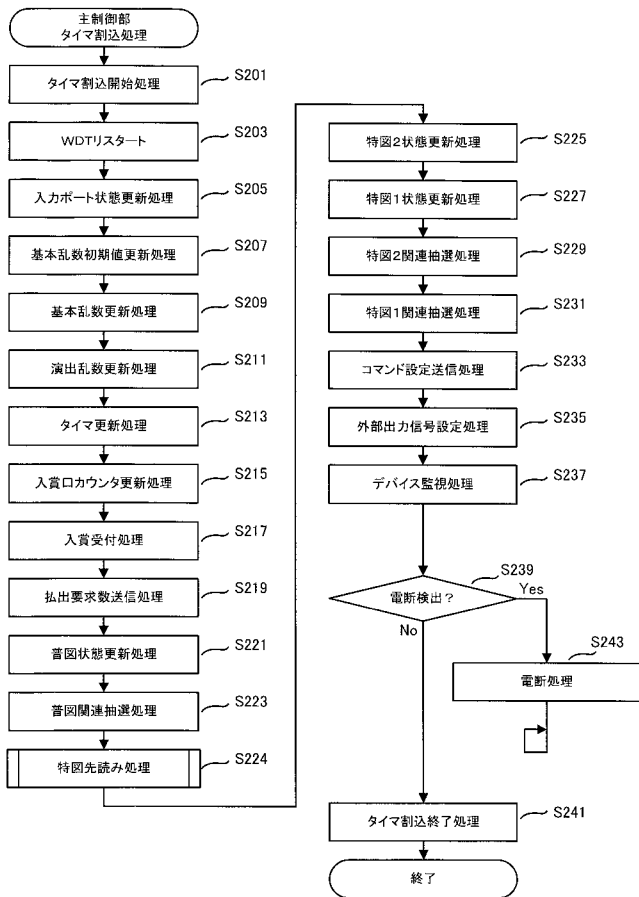 主制御部
タイマ割込処理
タイマ割込開始処理
S201
WDTリスタート
S203
入力ポート状態更新処理
S205
基本乱数初期値更新処理
S207
基本乱数更新処理
S209
演出乱数更新処理
S211
タイマ更新処理
S213
入賞口カウンタ更新処理
S215
入賞受付処理
S217
払出要求数送信処理
S219
普図状態更新処理
S221
普図関連抽選処理
S223
特図先読み処理
S224
特図2状態更新処理
S225
特図1状態更新処理
S227
特図2関連抽選処理
S229
特図1関連抽選処理
S231
コマンド設定送信処理
S233
外部出力信号設定処理
S235
デバイス監視処理
S237
電断検出?
S239
Yes
No
電断処理
S243
タイマ割込終了処理
S241
終了